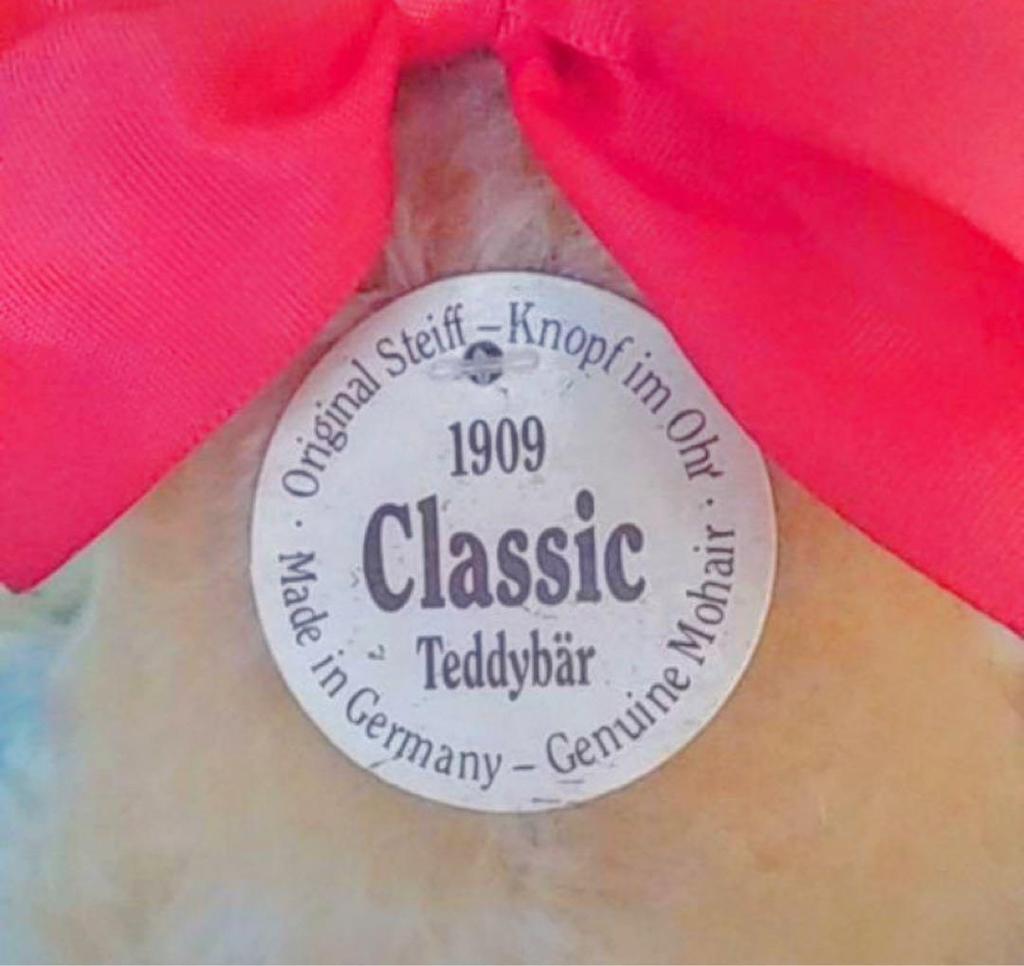 · Original Steiff – Knopf im Ohr ·
1909
Classic
Teddybär
Made in Germany – Genuine Mohair